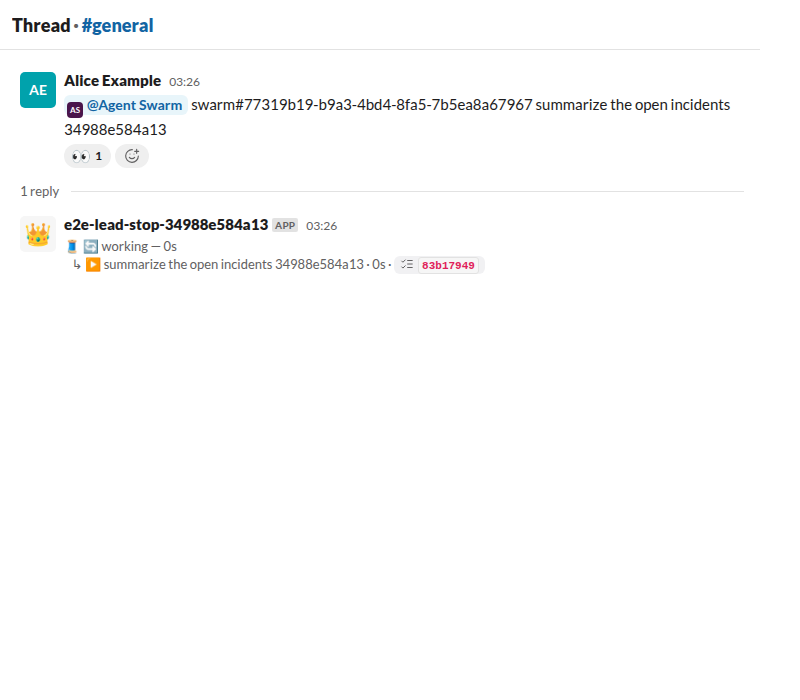 Thread • #general
AE
Alice Example 03:26
AS @Agent Swarm swarm#77319b19-b9a3-4bd4-8fa5-7b5ea8a67967 summarize the open incidents
34988e584a13
👀 1
1 reply
e2e-lead-stop-34988e584a13 APP 03:26
🧵 🔄 working — 0s
↳ ▶️ summarize the open incidents 34988e584a13 · 0s · 83b17949